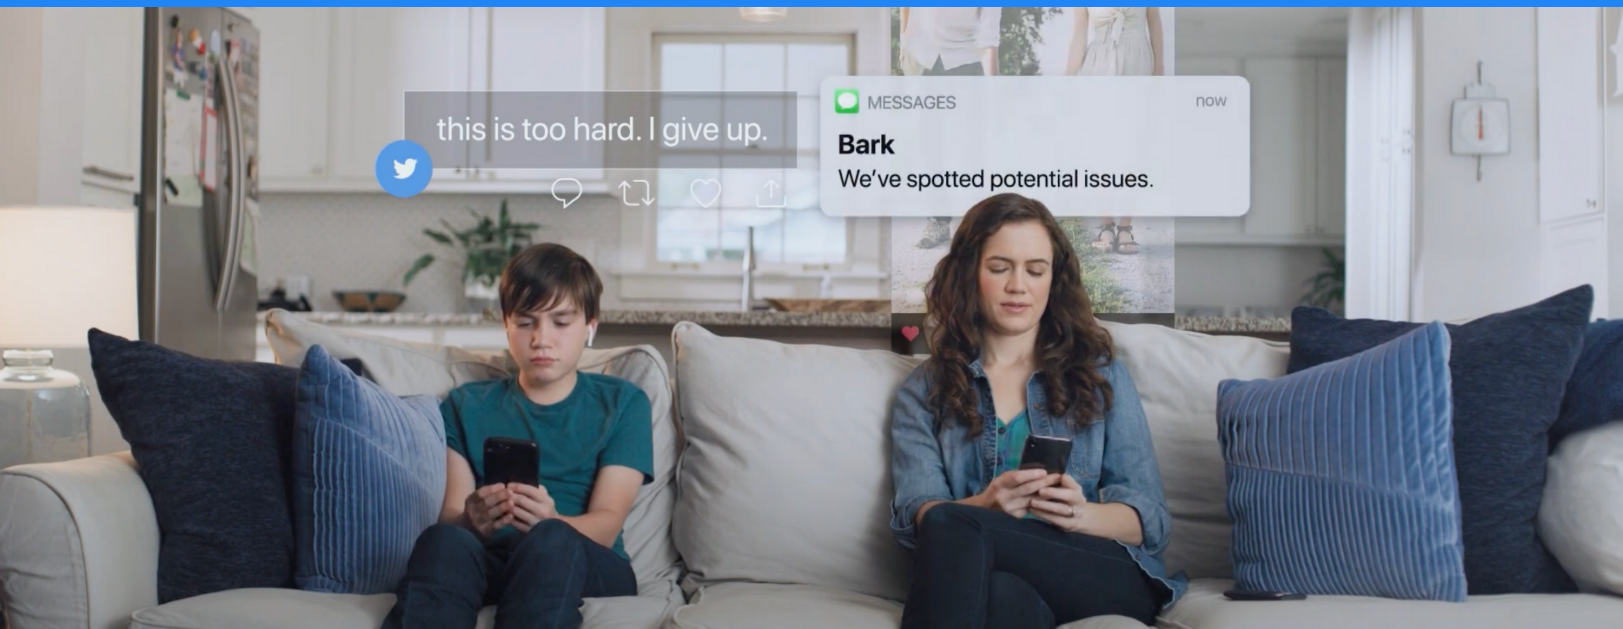 this is too hard. I give up.
MESSAGES
now
Bark
We've spotted potential issues.